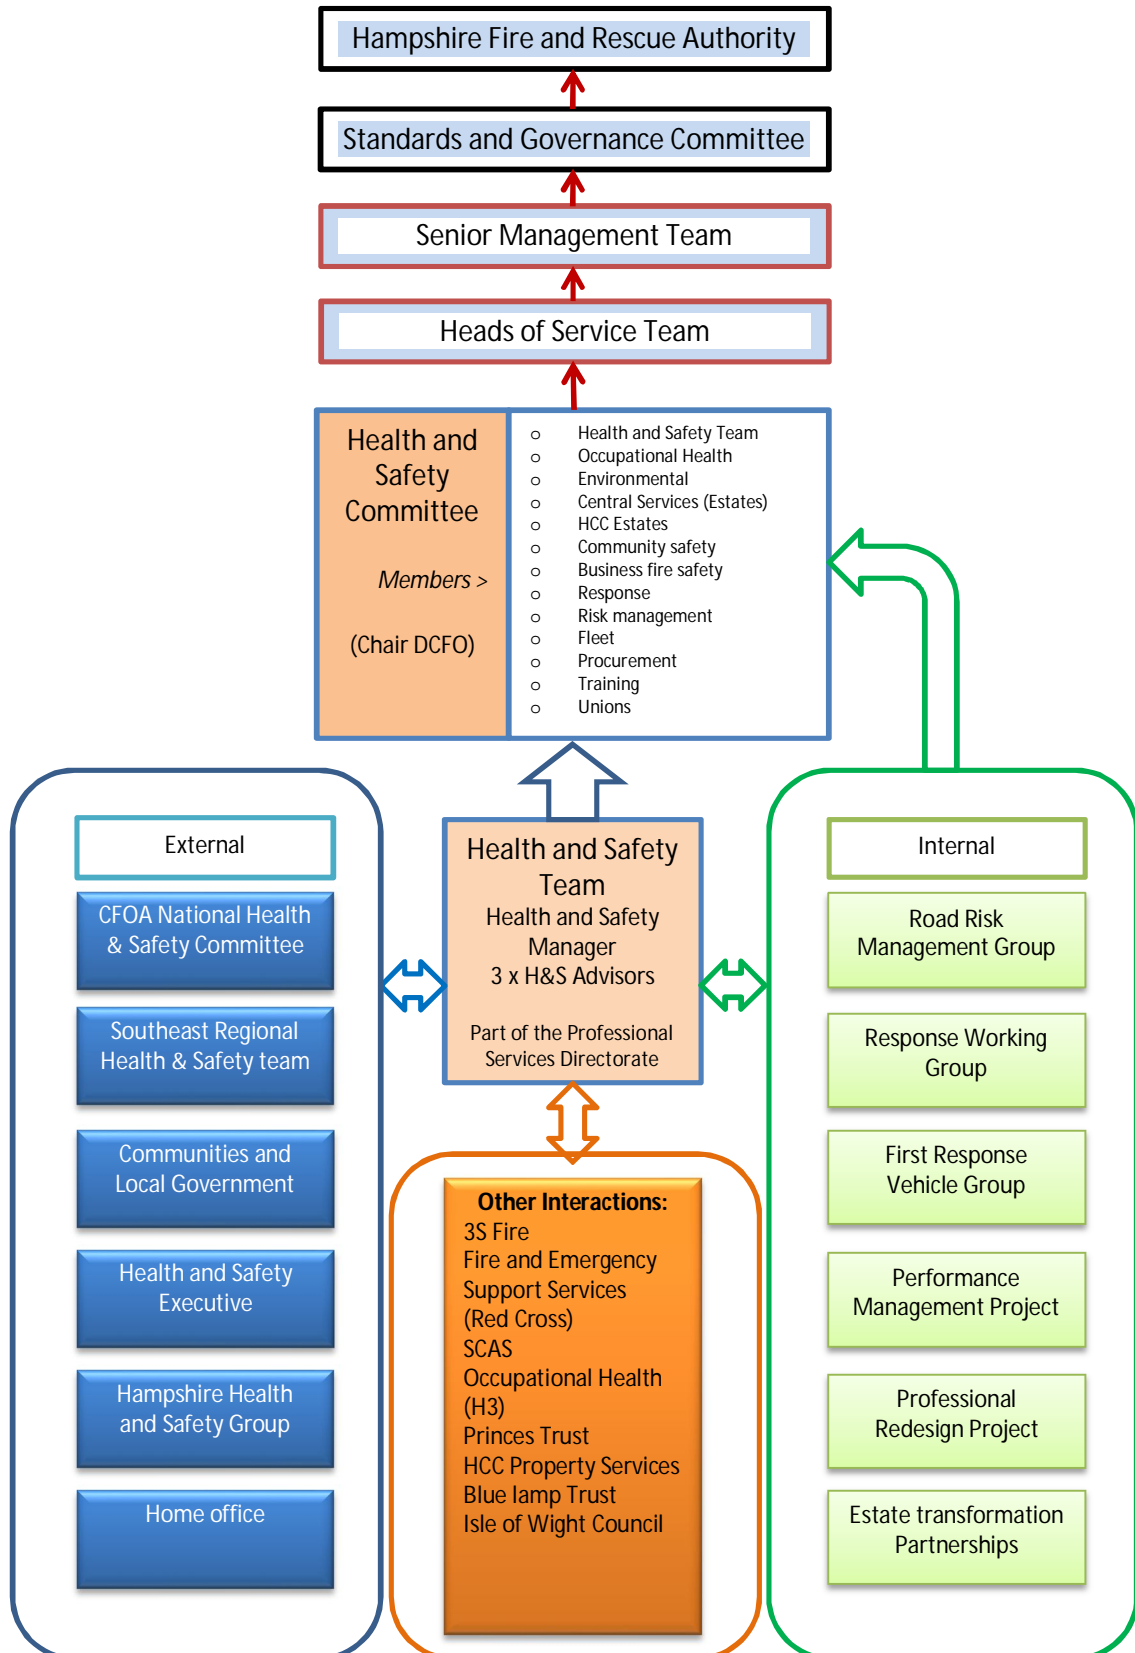 Hampshire Fire and Rescue Authority
Standards and Governance Committee
Senior Management Team
Heads of Service Team
Health and
Safety
Committee
Members >
(Chair DCFO)
o Health and Safety Team
o Occupational Health
o Environmental
o Central Services (Estates)
o HCC Estates
o Community safety
o Business fire safety
o Response
o Risk management
o Fleet
o Procurement
o Training
o Unions
External
CFOA National Health
& Safety Committee
Southeast Regional
Health & Safety team
Communities and
Local Government
Health and Safety
Executive
Hampshire Health
and Safety Group
Home office
Health and Safety
Team
Health and Safety
Manager
3 x H&S Advisors
Part of the Professional
Services Directorate
Other Interactions:
3S Fire
Fire and Emergency
Support Services
(Red Cross)
SCAS
Occupational Health
(H3)
Princes Trust
HCC Property Services
Blue lamp Trust
Isle of Wight Council
Internal
Road Risk
Management Group
Response Working
Group
First Response
Vehicle Group
Performance
Management Project
Professional
Redesign Project
Estate transformation
Partnerships